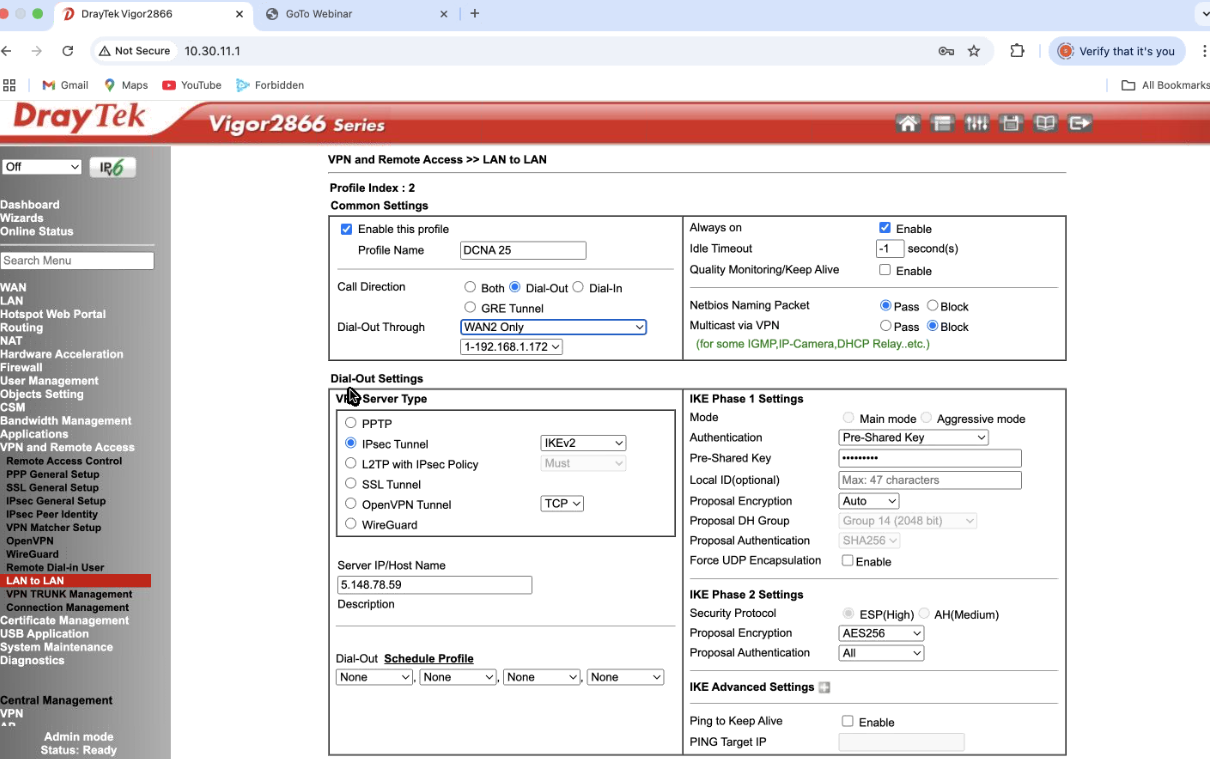 DrayTek Vigor2866
GoTo Webinar
Not Secure 10.30.11.1
Verify that it's you
Gmail Maps YouTube Forbidden
All Bookmarks
DrayTek Vigor2866 Series
Off IPv6
Dashboard
Wizards
Online Status
Search Menu
WAN
LAN
Hotspot Web Portal
Routing
NAT
Hardware Acceleration
Firewall
User Management
Objects Setting
CSM
Bandwidth Management
Applications
VPN and Remote Access
Remote Access Control
PPP General Setup
SSL General Setup
IPsec General Setup
IPsec Peer Identity
VPN Matcher Setup
OpenVPN
WireGuard
Remote Dial-in User
LAN to LAN
VPN TRUNK Management
Connection Management
Certificate Management
USB Application
System Maintenance
Diagnostics
Central Management
VPN
AP
Admin mode
Status: Ready
VPN and Remote Access >> LAN to LAN
Profile Index : 2
Common Settings
Enable this profile
Profile Name DCNA 25
Call Direction Both Dial-Out Dial-In
GRE Tunnel
Dial-Out Through WAN2 Only
1-192.168.1.172
Always on Enable
Idle Timeout -1 second(s)
Quality Monitoring/Keep Alive Enable
Netbios Naming Packet Pass Block
Multicast via VPN Pass Block
(for some IGMP,IP-Camera,DHCP Relay..etc.)
Dial-Out Settings
Server Type
PPTP
IPsec Tunnel IKEv2
L2TP with IPsec Policy Must
SSL Tunnel
OpenVPN Tunnel TCP
WireGuard
Server IP/Host Name
5.148.78.59
Description
Dial-Out Schedule Profile
None , None , None , None
IKE Phase 1 Settings
Mode Main mode Aggressive mode
Authentication Pre-Shared Key
Pre-Shared Key •••••••••
Local ID(optional) Max: 47 characters
Proposal Encryption Auto
Proposal DH Group Group 14 (2048 bit)
Proposal Authentication SHA256
Force UDP Encapsulation Enable
IKE Phase 2 Settings
Security Protocol ESP(High) AH(Medium)
Proposal Encryption AES256
Proposal Authentication All
IKE Advanced Settings
Ping to Keep Alive Enable
PING Target IP